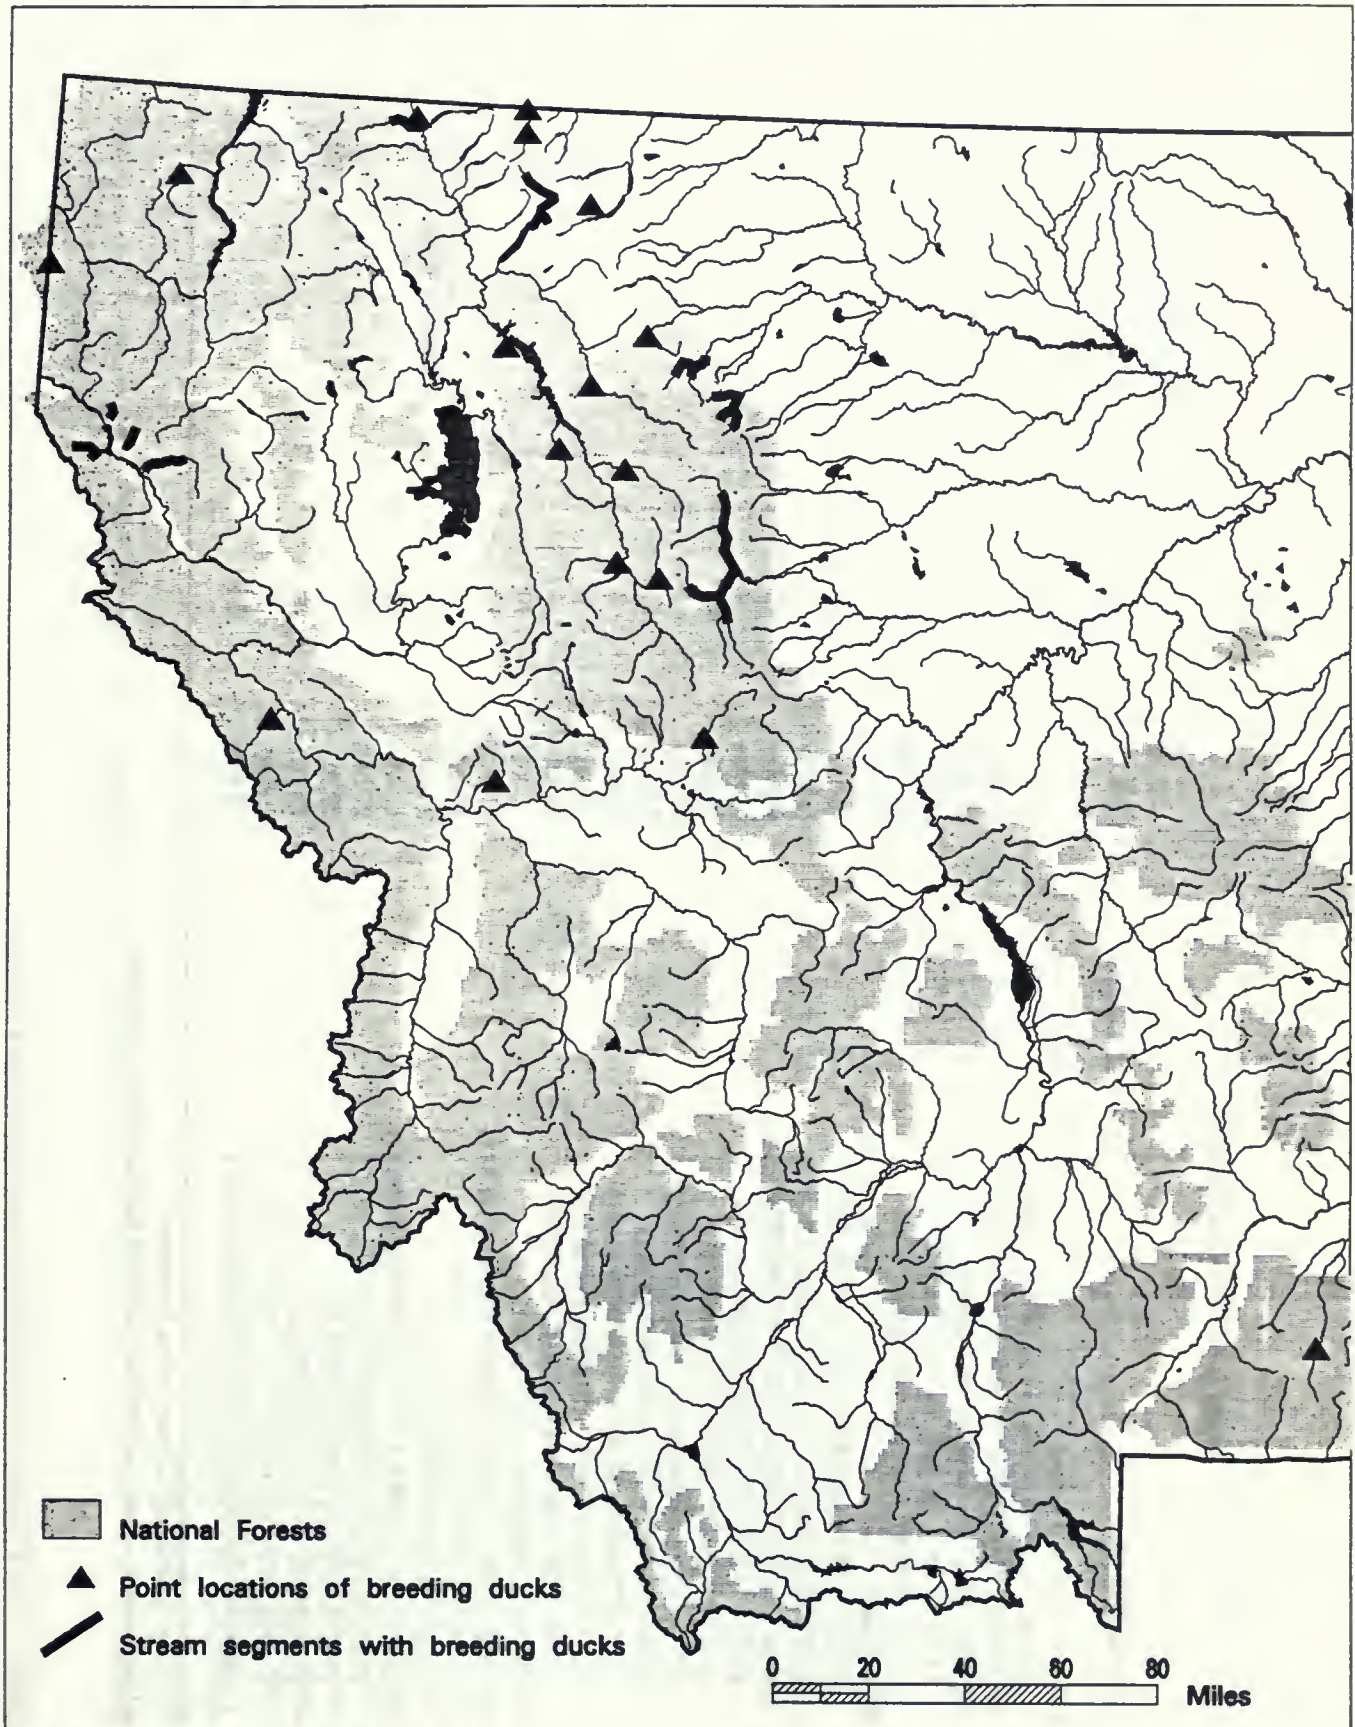 National Forests
Point locations of breeding ducks
Stream segments with breeding ducks
0 20 40 60 80
Miles